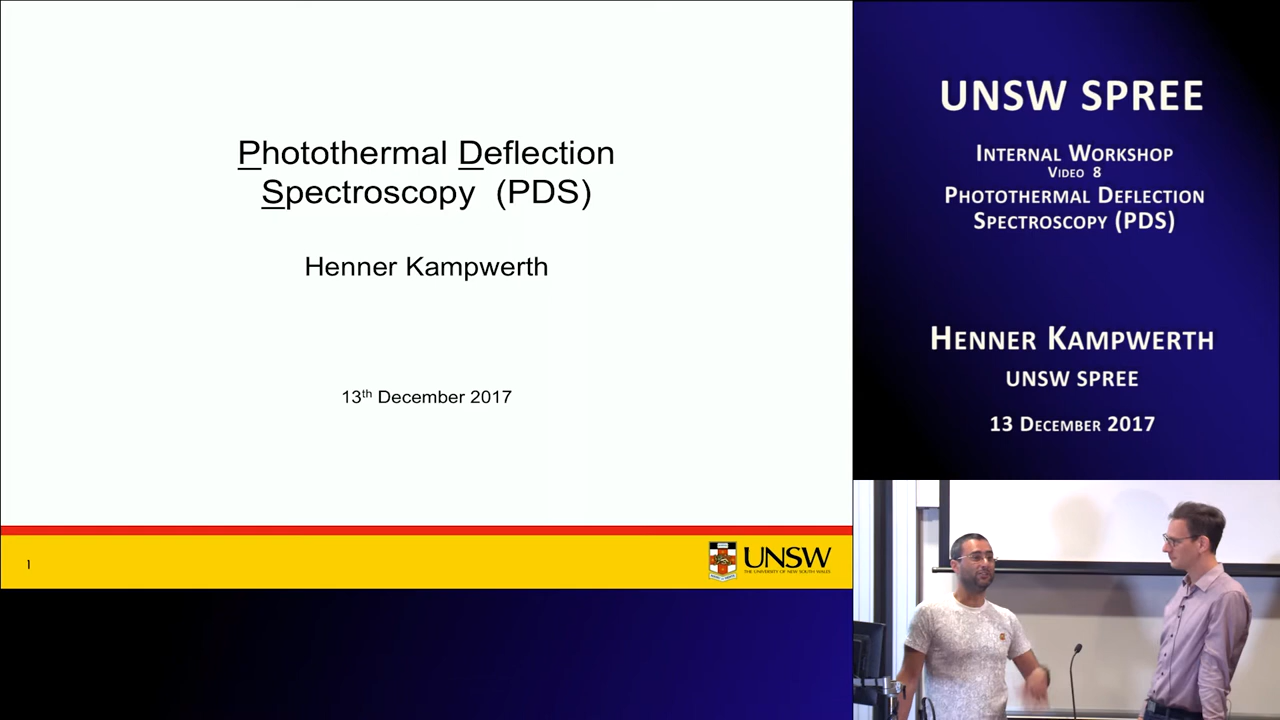 Photothermal Deflection
Spectroscopy (PDS)
Henner Kampwerth
13th December 2017
1
UNSW
THE UNIVERSITY OF NEW SOUTH WALES
UNSW SPREE
INTERNAL WORKSHOP
VIDEO 8
PHOTOTHERMAL DEFLECTION
SPECTROSCOPY (PDS)
HENNER KAMPWERTH
UNSW SPREE
13 DECEMBER 2017